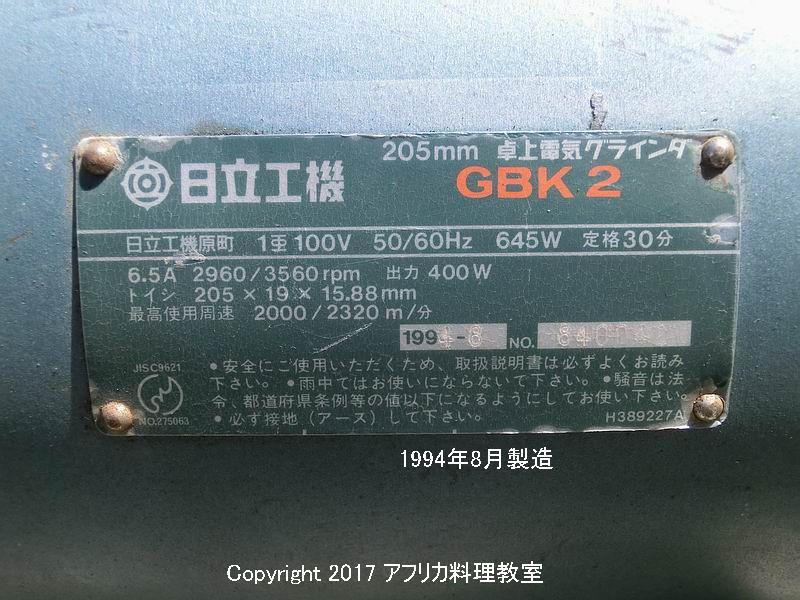 205mm 卓上電気グラインダ
日立工機 GBK2
日立工機原町 1亜 100V 50/60Hz 645W 定格30分
6.5A 2960/3560rpm 出力 400W
トイシ 205×19×15.88mm
最高使用周速 2000/2320m/分
1994-8 NO.
JISC9621
NO.275063
●安全にご使用いただくため、取扱説明書は必ずよくお読み
下さい。●雨中ではお使いにならないで下さい。●騒音は法
令、都道府県条例等の値以下になるようにしてお使い下さい。
●必ず接地(アース)して下さい。
H389227A
1994年8月製造
Copyright 2017 アフリカ料理教室